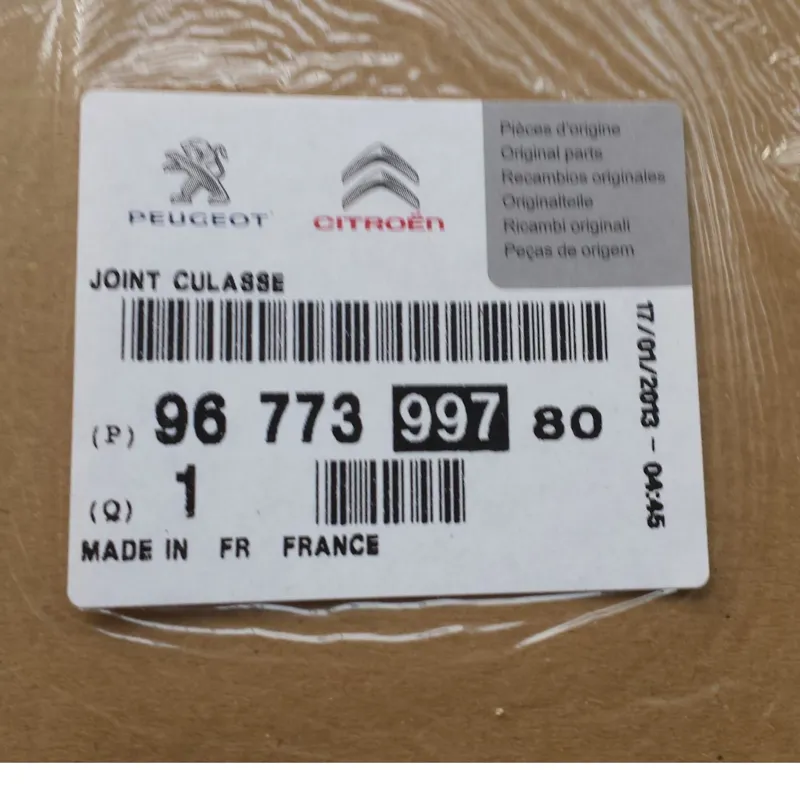 PEUGEOT
CITROËN
Pièces d'origine
Original parts
Recambios originales
Originalteile
Ricambi originali
Peças de origem
JOINT CULASSE
(P) 96 773 997 80
(Q) 1
MADE IN FR FRANCE
17/01/2013 - 04:45